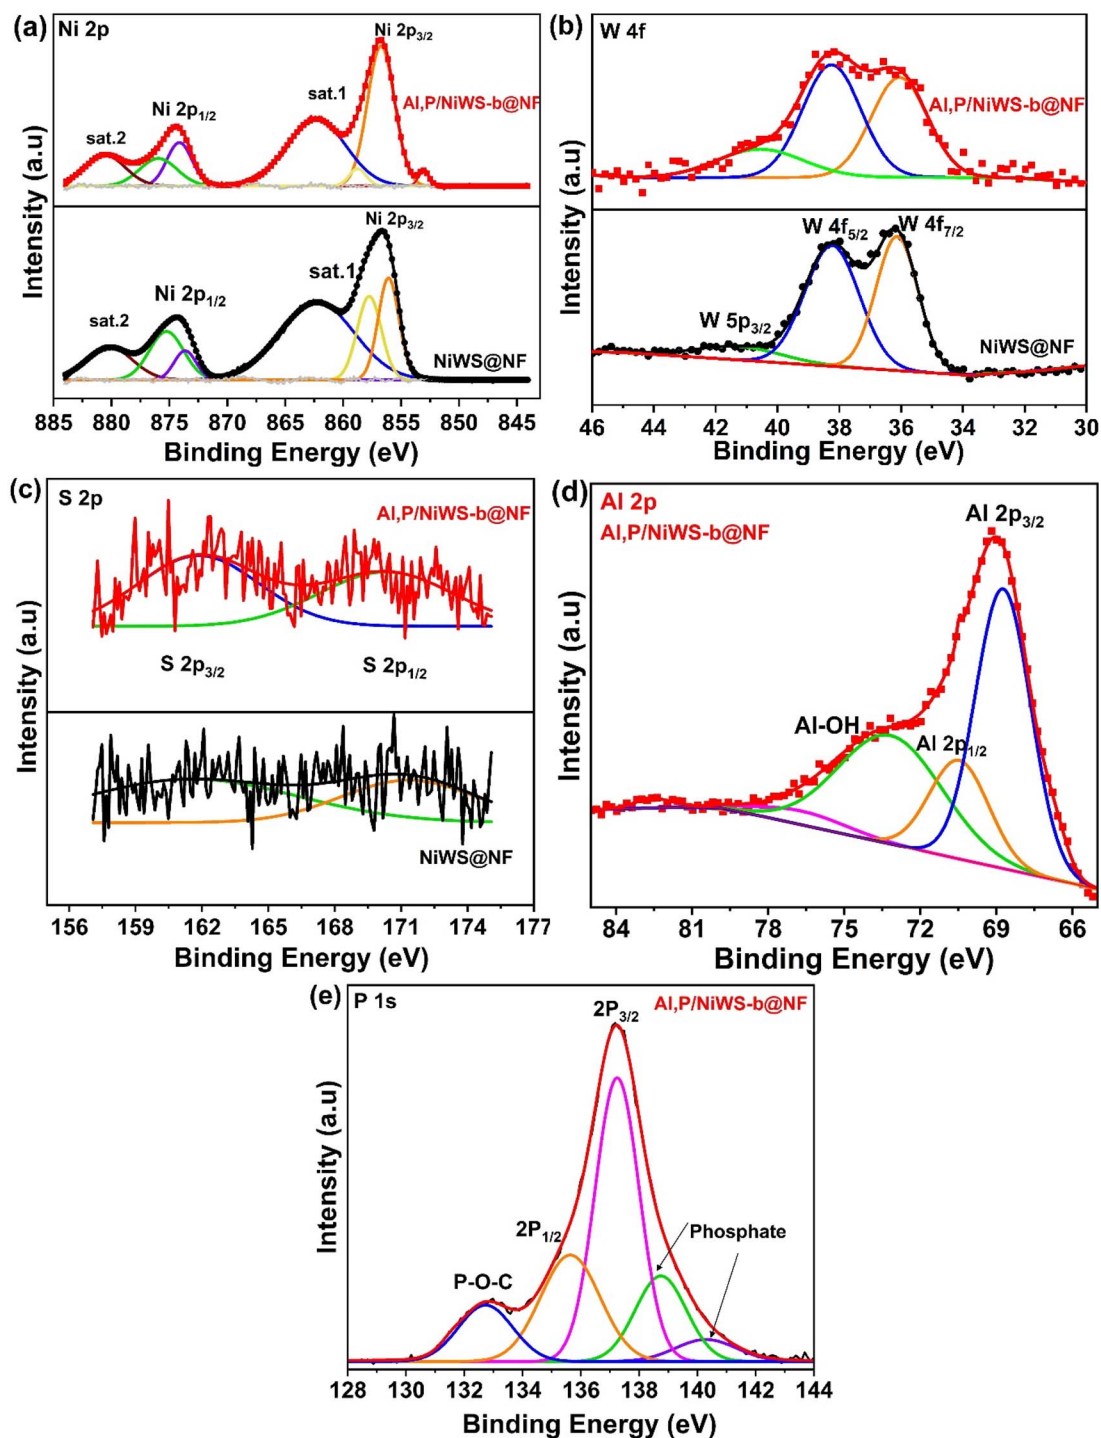 (a)
Ni 2p
Ni 2p3/2
Al,P/NiWS-b@NF
sat.1
Ni 2p1/2
sat.2
Ni 2p3/2
sat.1
Ni 2p1/2
sat.2
NiWS@NF
Intensity (a.u)
885 880 875 870 865 860 855 850 845
Binding Energy (eV)
(b)
W 4f
Al,P/NiWS-b@NF
W 4f5/2
W 4f7/2
W 5p3/2
NiWS@NF
Intensity (a.u)
46 44 42 40 38 36 34 32 30
Binding Energy (eV)
(c)
S 2p
Al,P/NiWS-b@NF
S 2p3/2
S 2p1/2
NiWS@NF
Intensity (a.u)
156 159 162 165 168 171 174 177
Binding Energy (eV)
(d)
Al 2p
Al,P/NiWS-b@NF
Al 2p3/2
Al-OH
Al 2p1/2
Intensity (a.u)
84 81 78 75 72 69 66
Binding Energy (eV)
(e)
P 1s
Al,P/NiWS-b@NF
2P3/2
2P1/2
Phosphate
P-O-C
Intensity (a.u)
128 130 132 134 136 138 140 142 144
Binding Energy (eV)